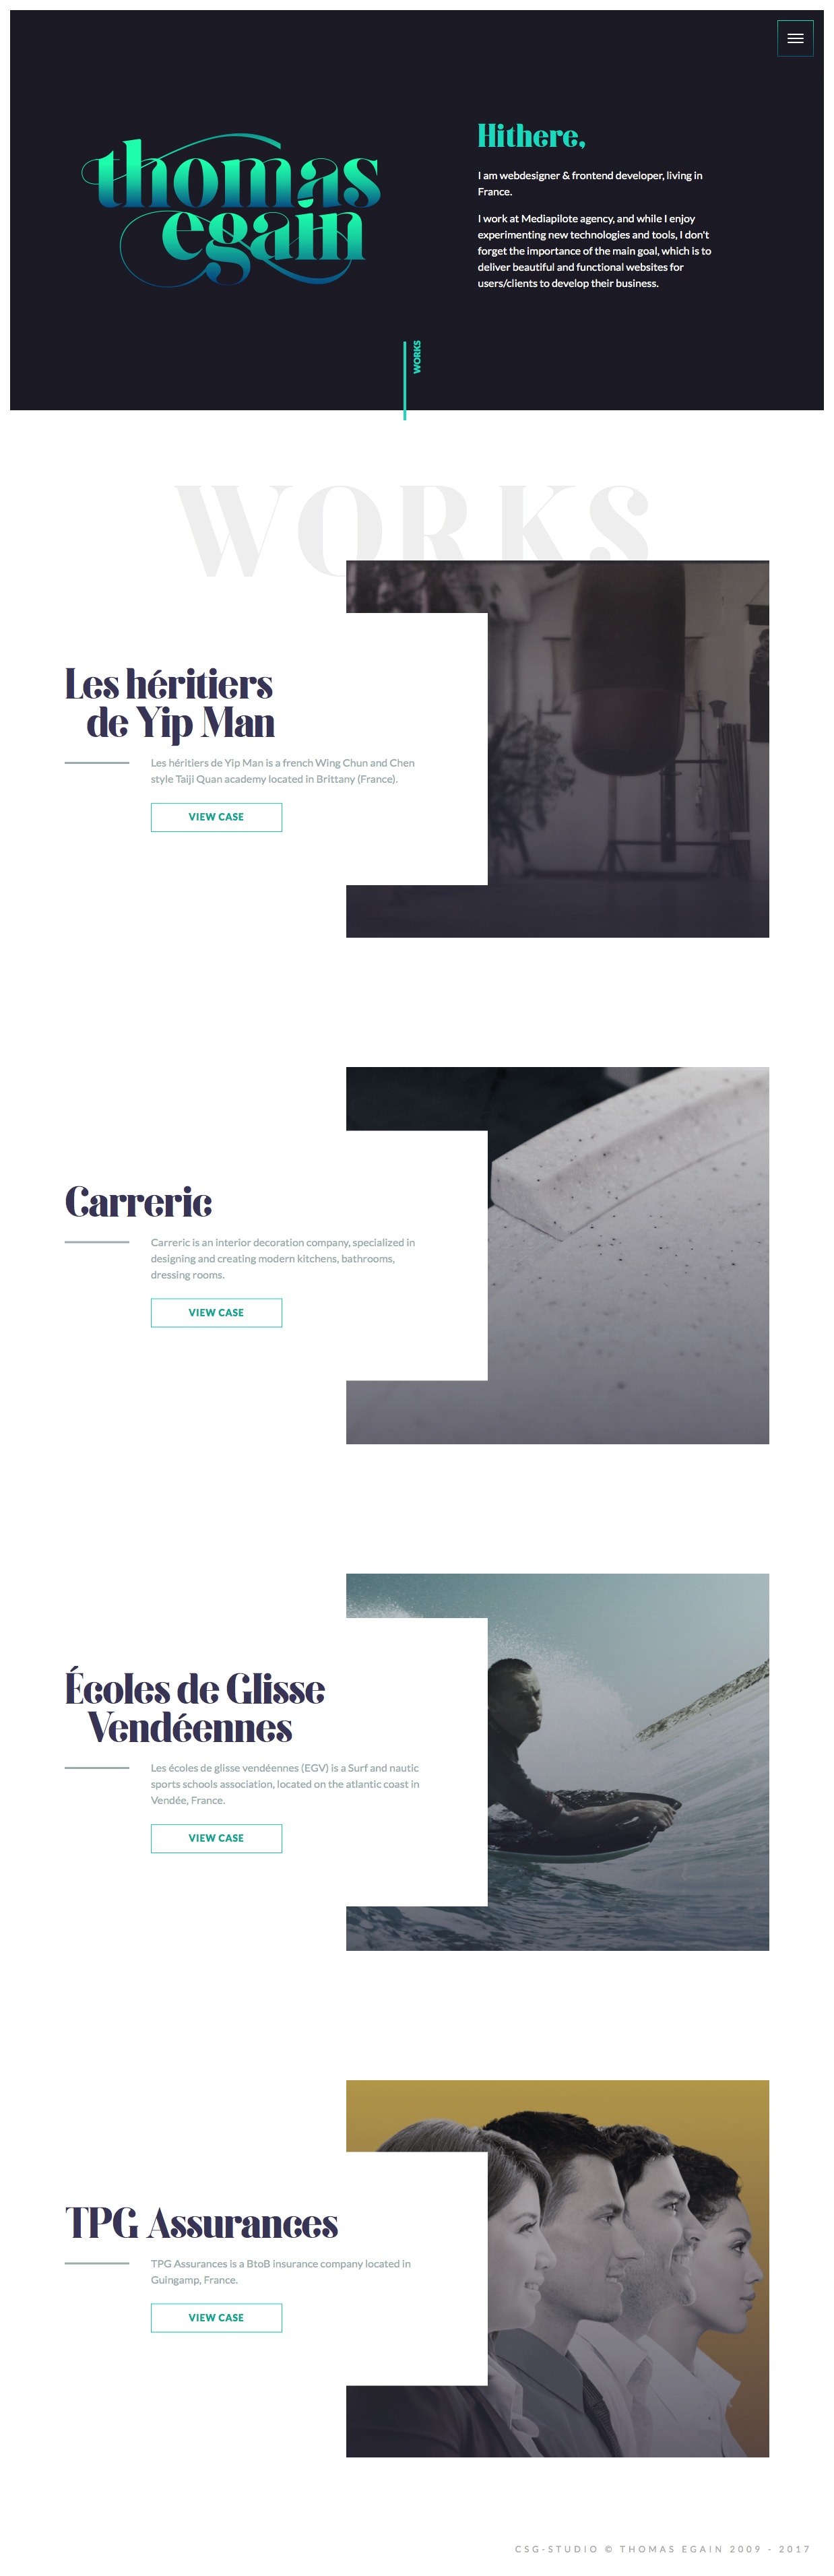 thomas
egain
Hi there,
I am webdesigner & frontend developer, living in
France.
I work at Mediapilote agency, and while I enjoy
experimenting new technologies and tools, I don't
forget the importance of the main goal, which is to
deliver beautiful and functional websites for
users/clients to develop their business.
WORKS
WORKS
Les héritiers
de Yip Man
Les héritiers de Yip Man is a french Wing Chun and Chen
style Taiji Quan academy located in Brittany (France).
VIEW CASE
Carreric
Carreric is an interior decoration company, specialized in
designing and creating modern kitchens, bathrooms,
dressing rooms.
VIEW CASE
Écoles de Glisse
Vendéennes
Les écoles de glisse vendéennes (EGV) is a Surf and nautic
sports schools association, located on the atlantic coast in
Vendée, France.
VIEW CASE
TPG Assurances
TPG Assurances is a BtoB insurance company located in
Guingamp, France.
VIEW CASE
CSG-STUDIO © THOMAS EGAIN 2009 - 2017